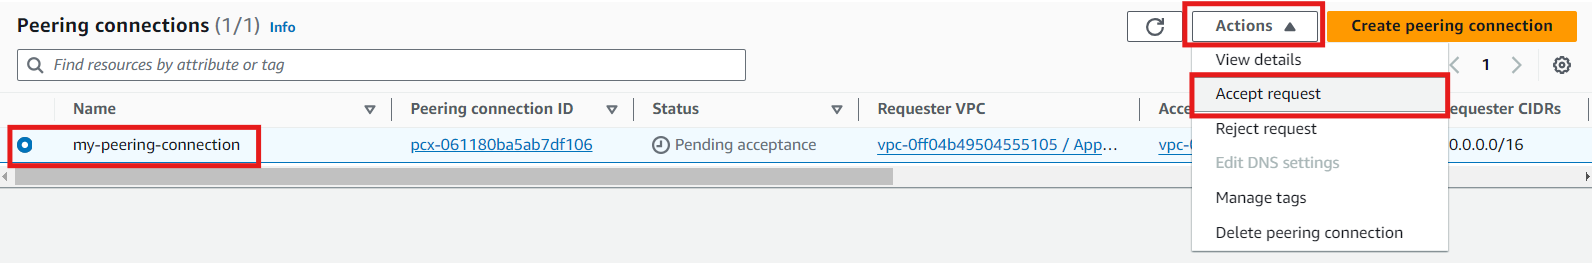 Peering connections (1/1) Info
Actions
Create peering connection
Find resources by attribute or tag
View details
1
Accept request
Name
Peering connection ID
Status
Requester VPC
Acce
equester CIDRs
Reject request
my-peering-connection
pcx-061180ba5ab7df106
Pending acceptance
vpc-0ff04b49504555105 / App…
vpc-0
0.0.0.0/16
Edit DNS settings
Manage tags
Delete peering connection